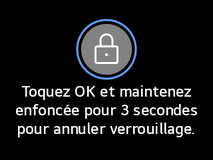 Toquez OK et maintenez
enfoncée pour 3 secondes
pour annuler verrouillage.